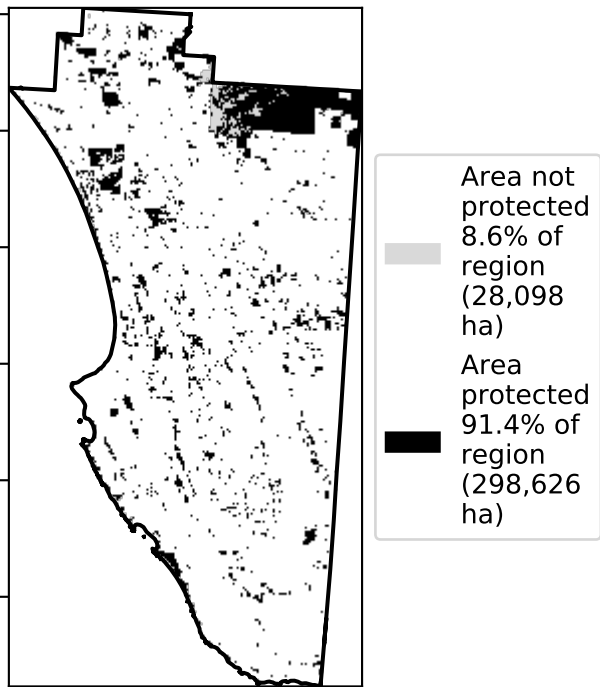 Area not
protected
8.6% of
region
(28,098
ha)
Area
protected
91.4% of
region
(298,626
ha)